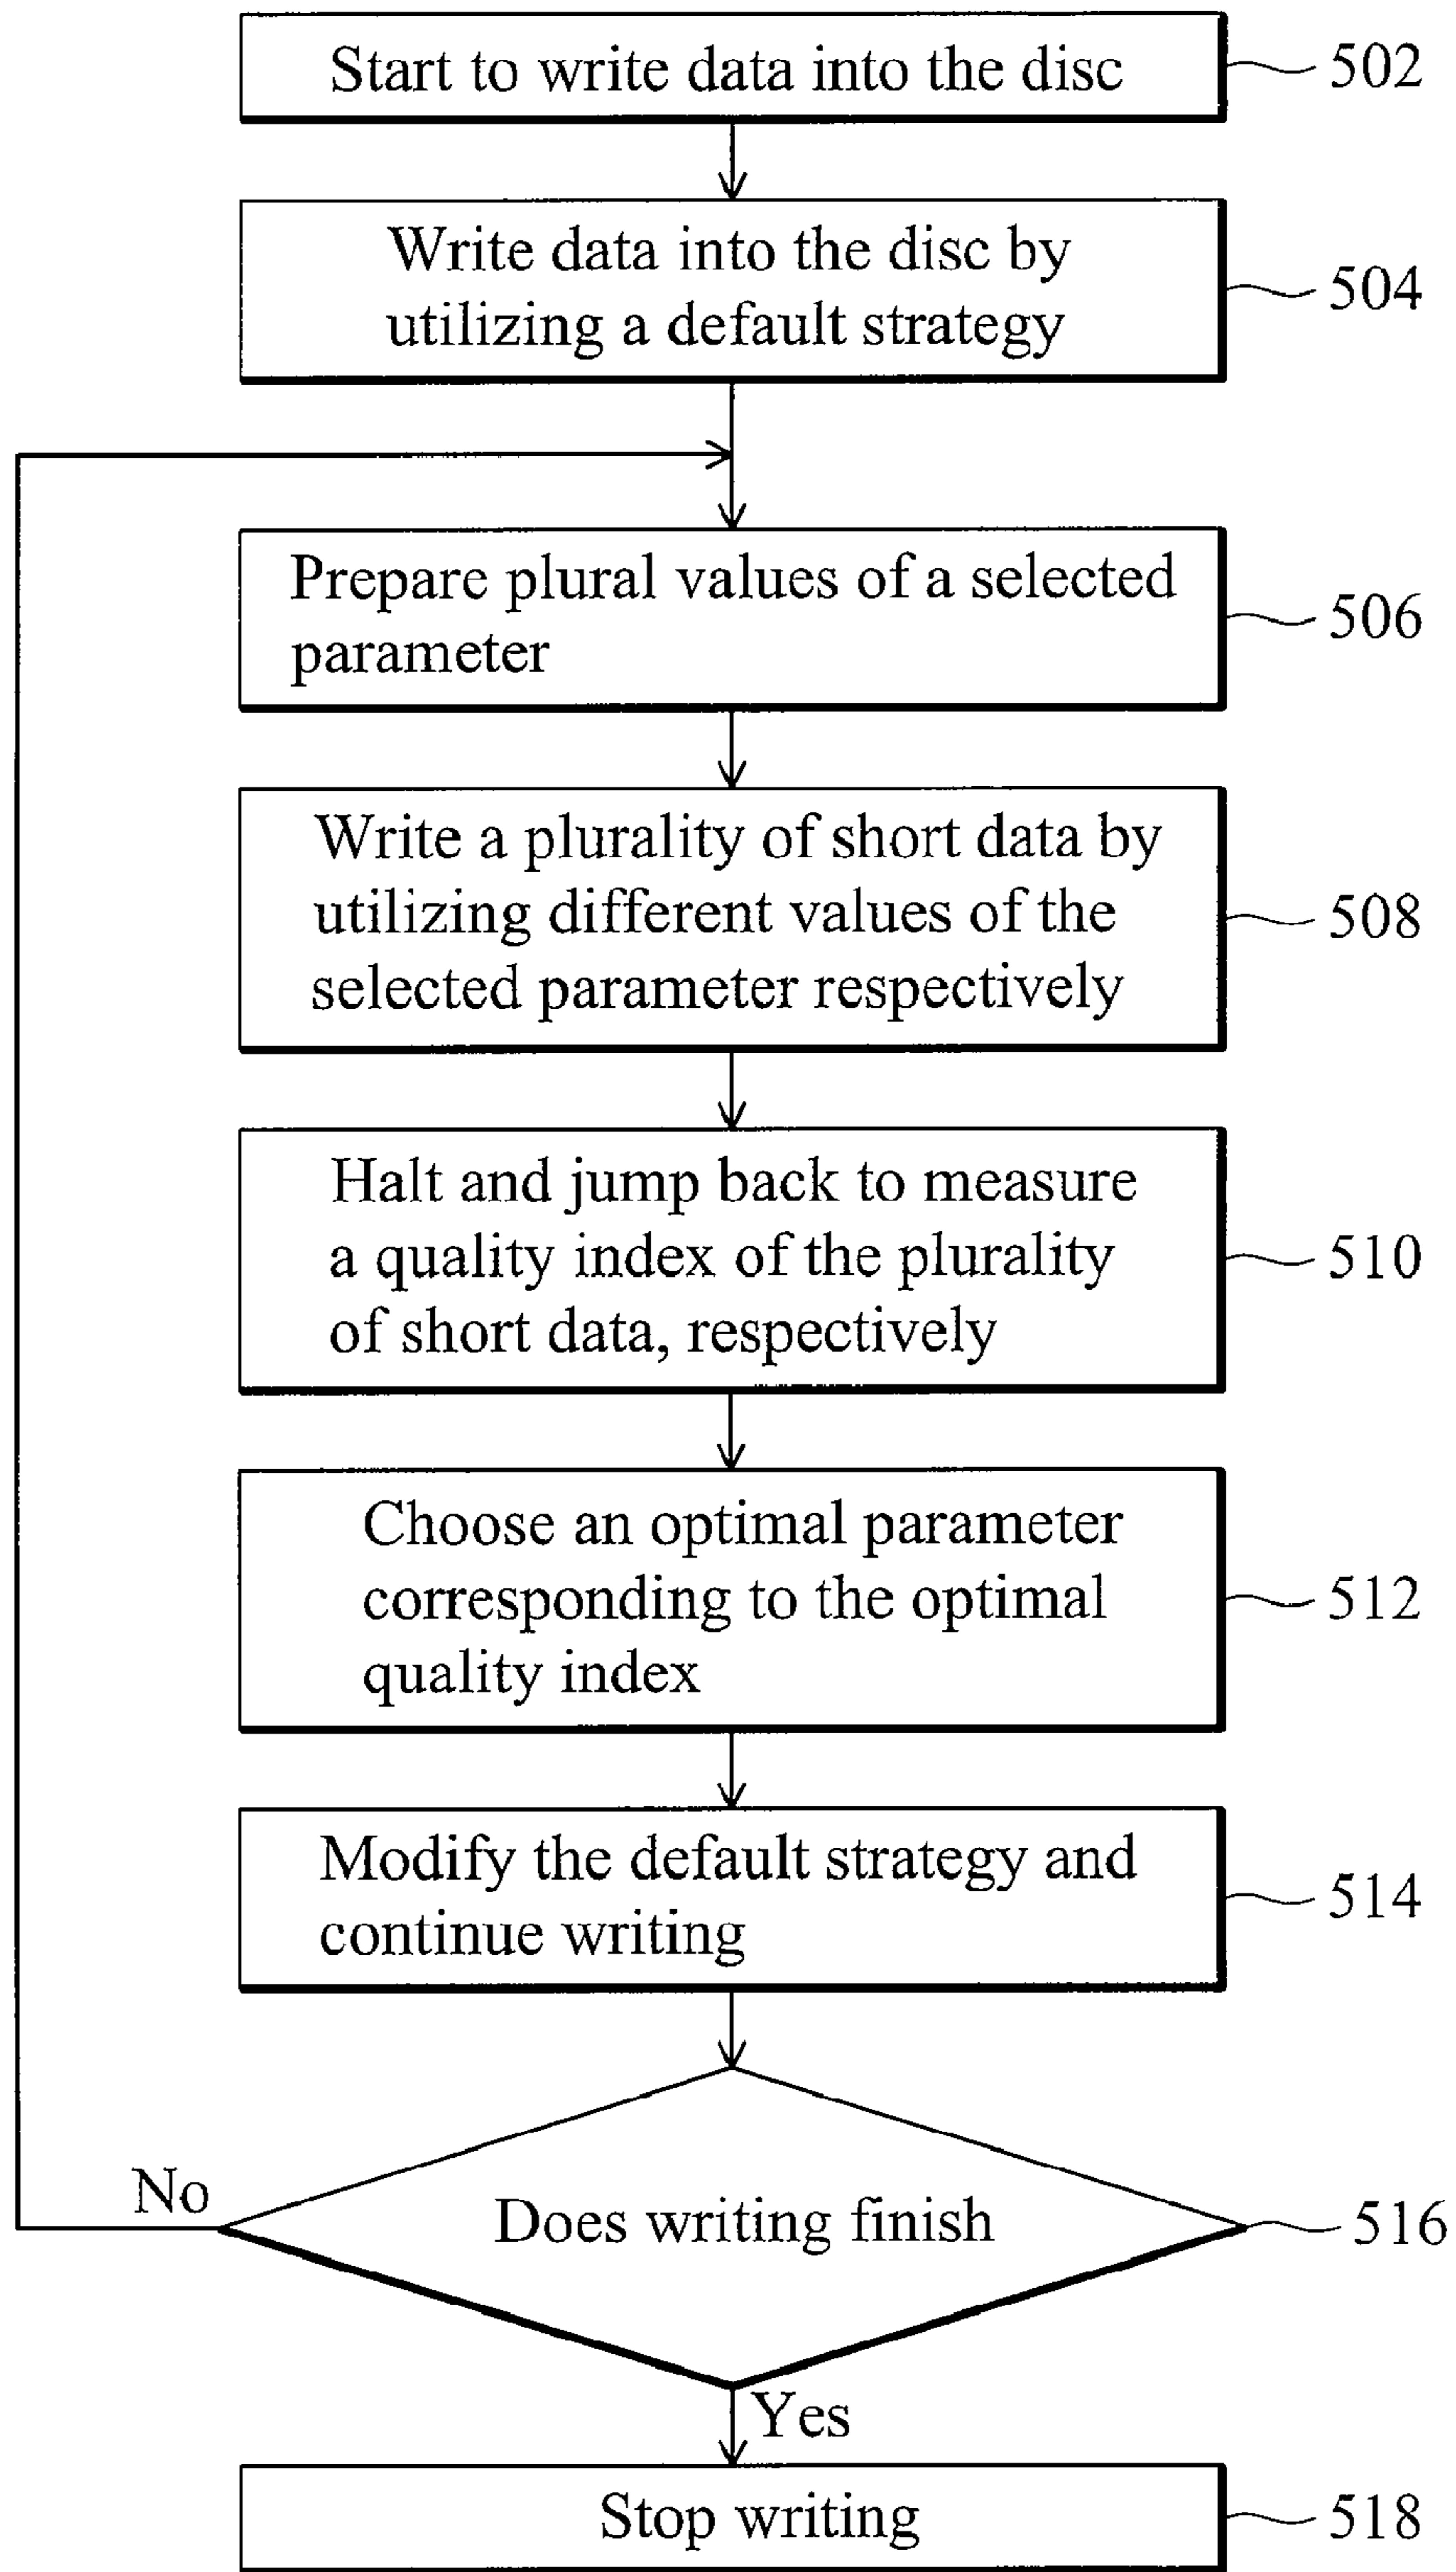 Start to write data into the disc
502
Write data into the disc by
utilizing a default strategy
504
Prepare plural values of a selected
parameter
506
Write a plurality of short data by
utilizing different values of the
selected parameter respectively
508
Halt and jump back to measure
a quality index of the plurality
of short data, respectively
510
Choose an optimal parameter
corresponding to the optimal
quality index
512
Modify the default strategy and
continue writing
514
No
Does writing finish
516
Yes
Stop writing
518